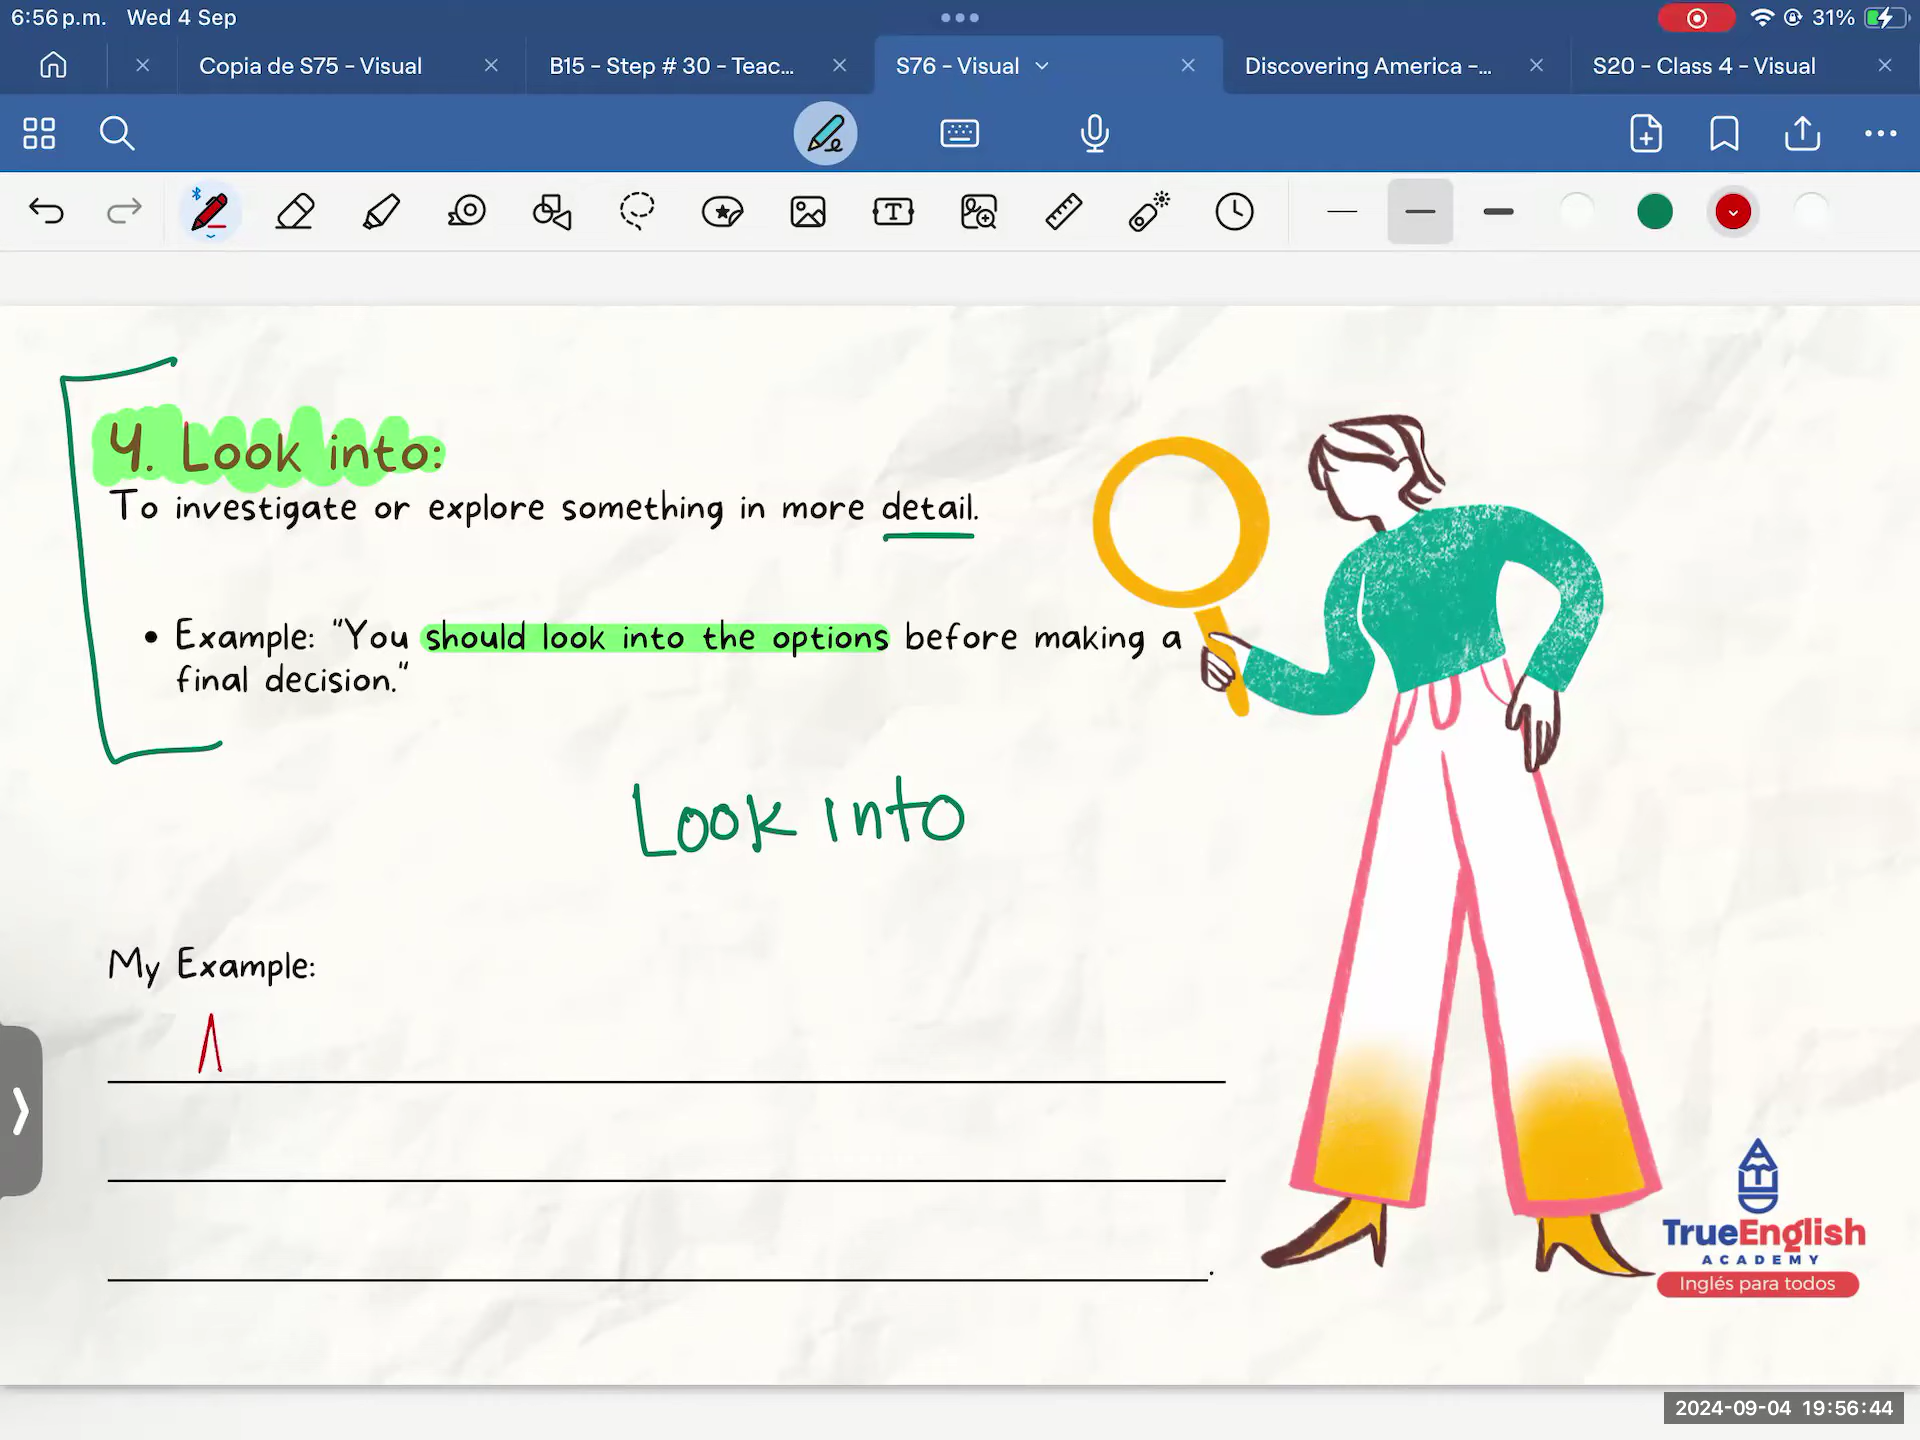 6:56 p.m. Wed 4 Sep
31%
Copia de S75 - Visual
B15 - Step # 30 - Teac...
S76 - Visual
Discovering America -...
S20 - Class 4 - Visual
4. Look into:
To investigate or explore something in more detail.
• Example: "You should look into the options before making a
final decision."
Look into
My Example:
TrueEnglish
ACADEMY
Inglés para todos
2024-09-04 19:56:44